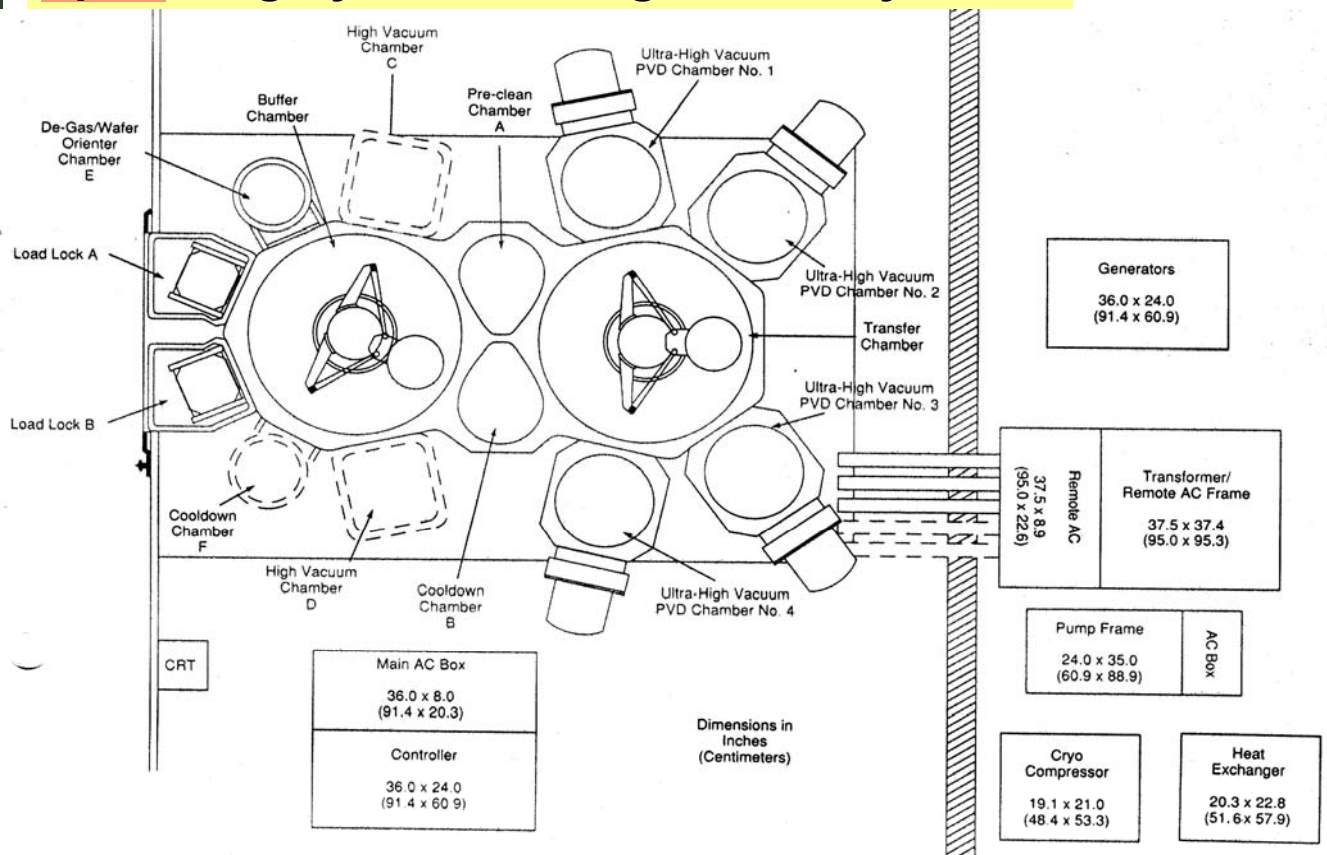 High Vacuum
Chamber
C
Ultra-High Vacuum
PVD Chamber No. 1
Buffer
Chamber
Pre-clean
Chamber
A
De-Gas/Wafer
Orienter
Chamber
E
Load Lock A
Ultra-High Vacuum
PVD Chamber No. 2
Generators
36.0 x 24.0
(91.4 x 60.9)
Transfer
Chamber
Ultra-High Vacuum
PVD Chamber No. 3
Load Lock B
Remote AC
37.5 x 8.9
(95.0 x 22.6)
Transformer/
Remote AC Frame
37.5 x 37.4
(95.0 x 95.3)
Cooldown
Chamber
F
High Vacuum
Chamber
D
Cooldown
Chamber
B
Ultra-High Vacuum
PVD Chamber No. 4
Pump Frame
24.0 x 35.0
(60.9 x 88.9)
AC Box
CRT
Main AC Box
36.0 x 8.0
(91.4 x 20.3)
Controller
36.0 x 24.0
(91.4 x 60.9)
Dimensions in
Inches
(Centimeters)
Cryo
Compressor
19.1 x 21.0
(48.4 x 53.3)
Heat
Exchanger
20.3 x 22.8
(51.6 x 57.9)